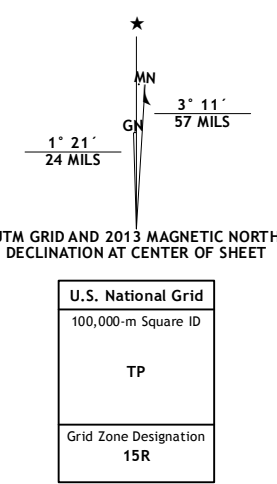 ★
MN
3° 11´
57 MILS
GN
1° 21´
24 MILS
UTM GRID AND 2013 MAGNETIC NORTH
DECLINATION AT CENTER OF SHEET
U.S. National Grid
100,000-m Square ID
TP
Grid Zone Designation
15R